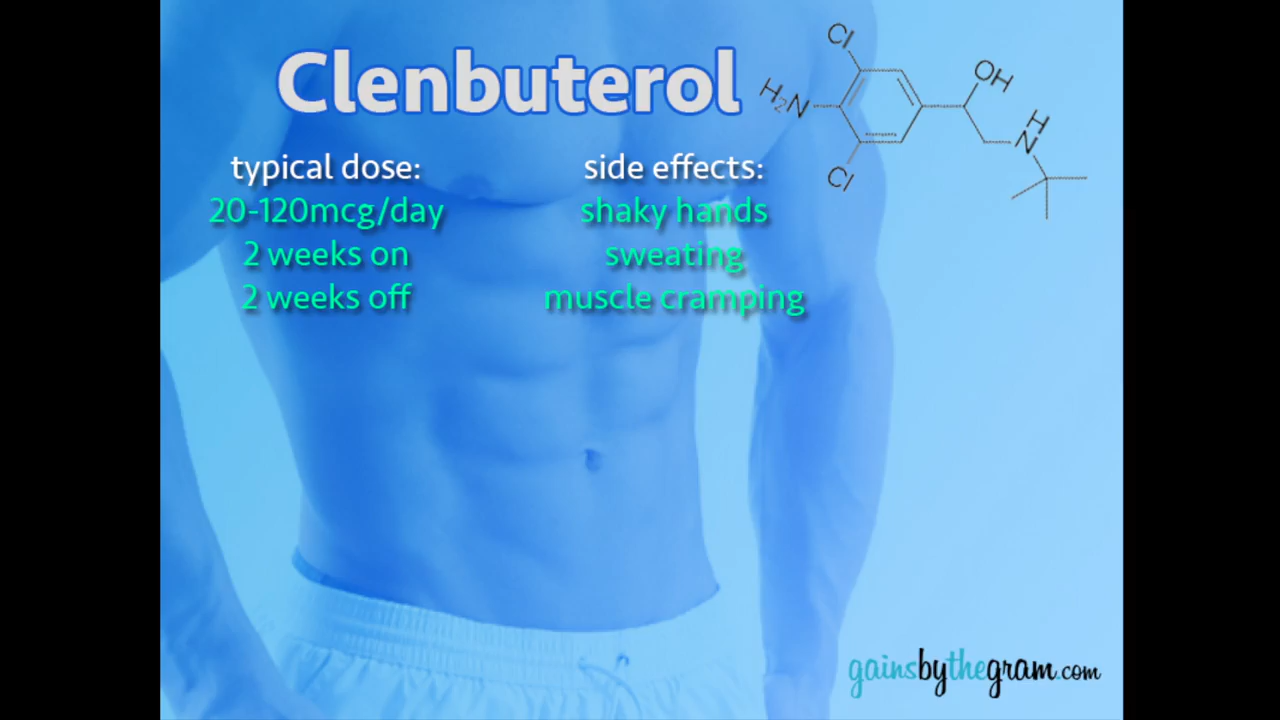 Clenbuterol
typical dose:
20-120mcg/day
2 weeks on
2 weeks off
side effects:
shaky hands
sweating
muscle cramping
Cl
H₂N
Cl
OH
H
N
gainsbythegram.com